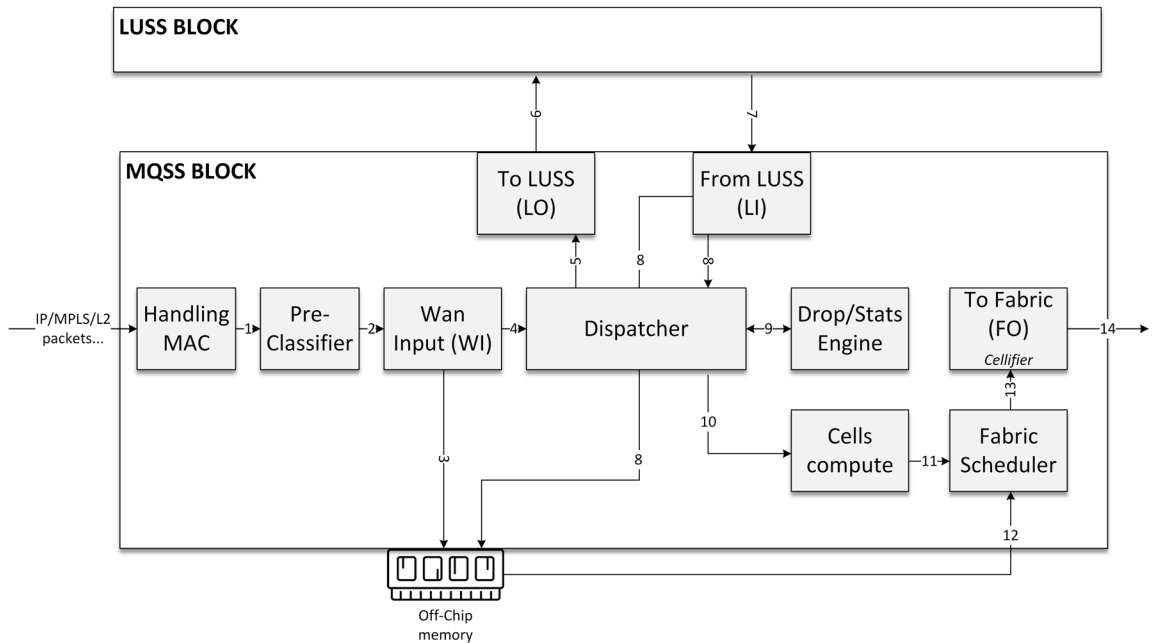 LUSS BLOCK
6
7
MQSS BLOCK
To LUSS
(LO)
From LUSS
(LI)
5
8
8
IP/MPLS/L2
packets...
Handling
MAC
1
Pre-
Classifier
2
Wan
Input (WI)
4
Dispatcher
9
Drop/Stats
Engine
To Fabric
(FO)
Cellifier
14
13
3
8
10
Cells
compute
11
Fabric
Scheduler
12
Off-Chip
memory